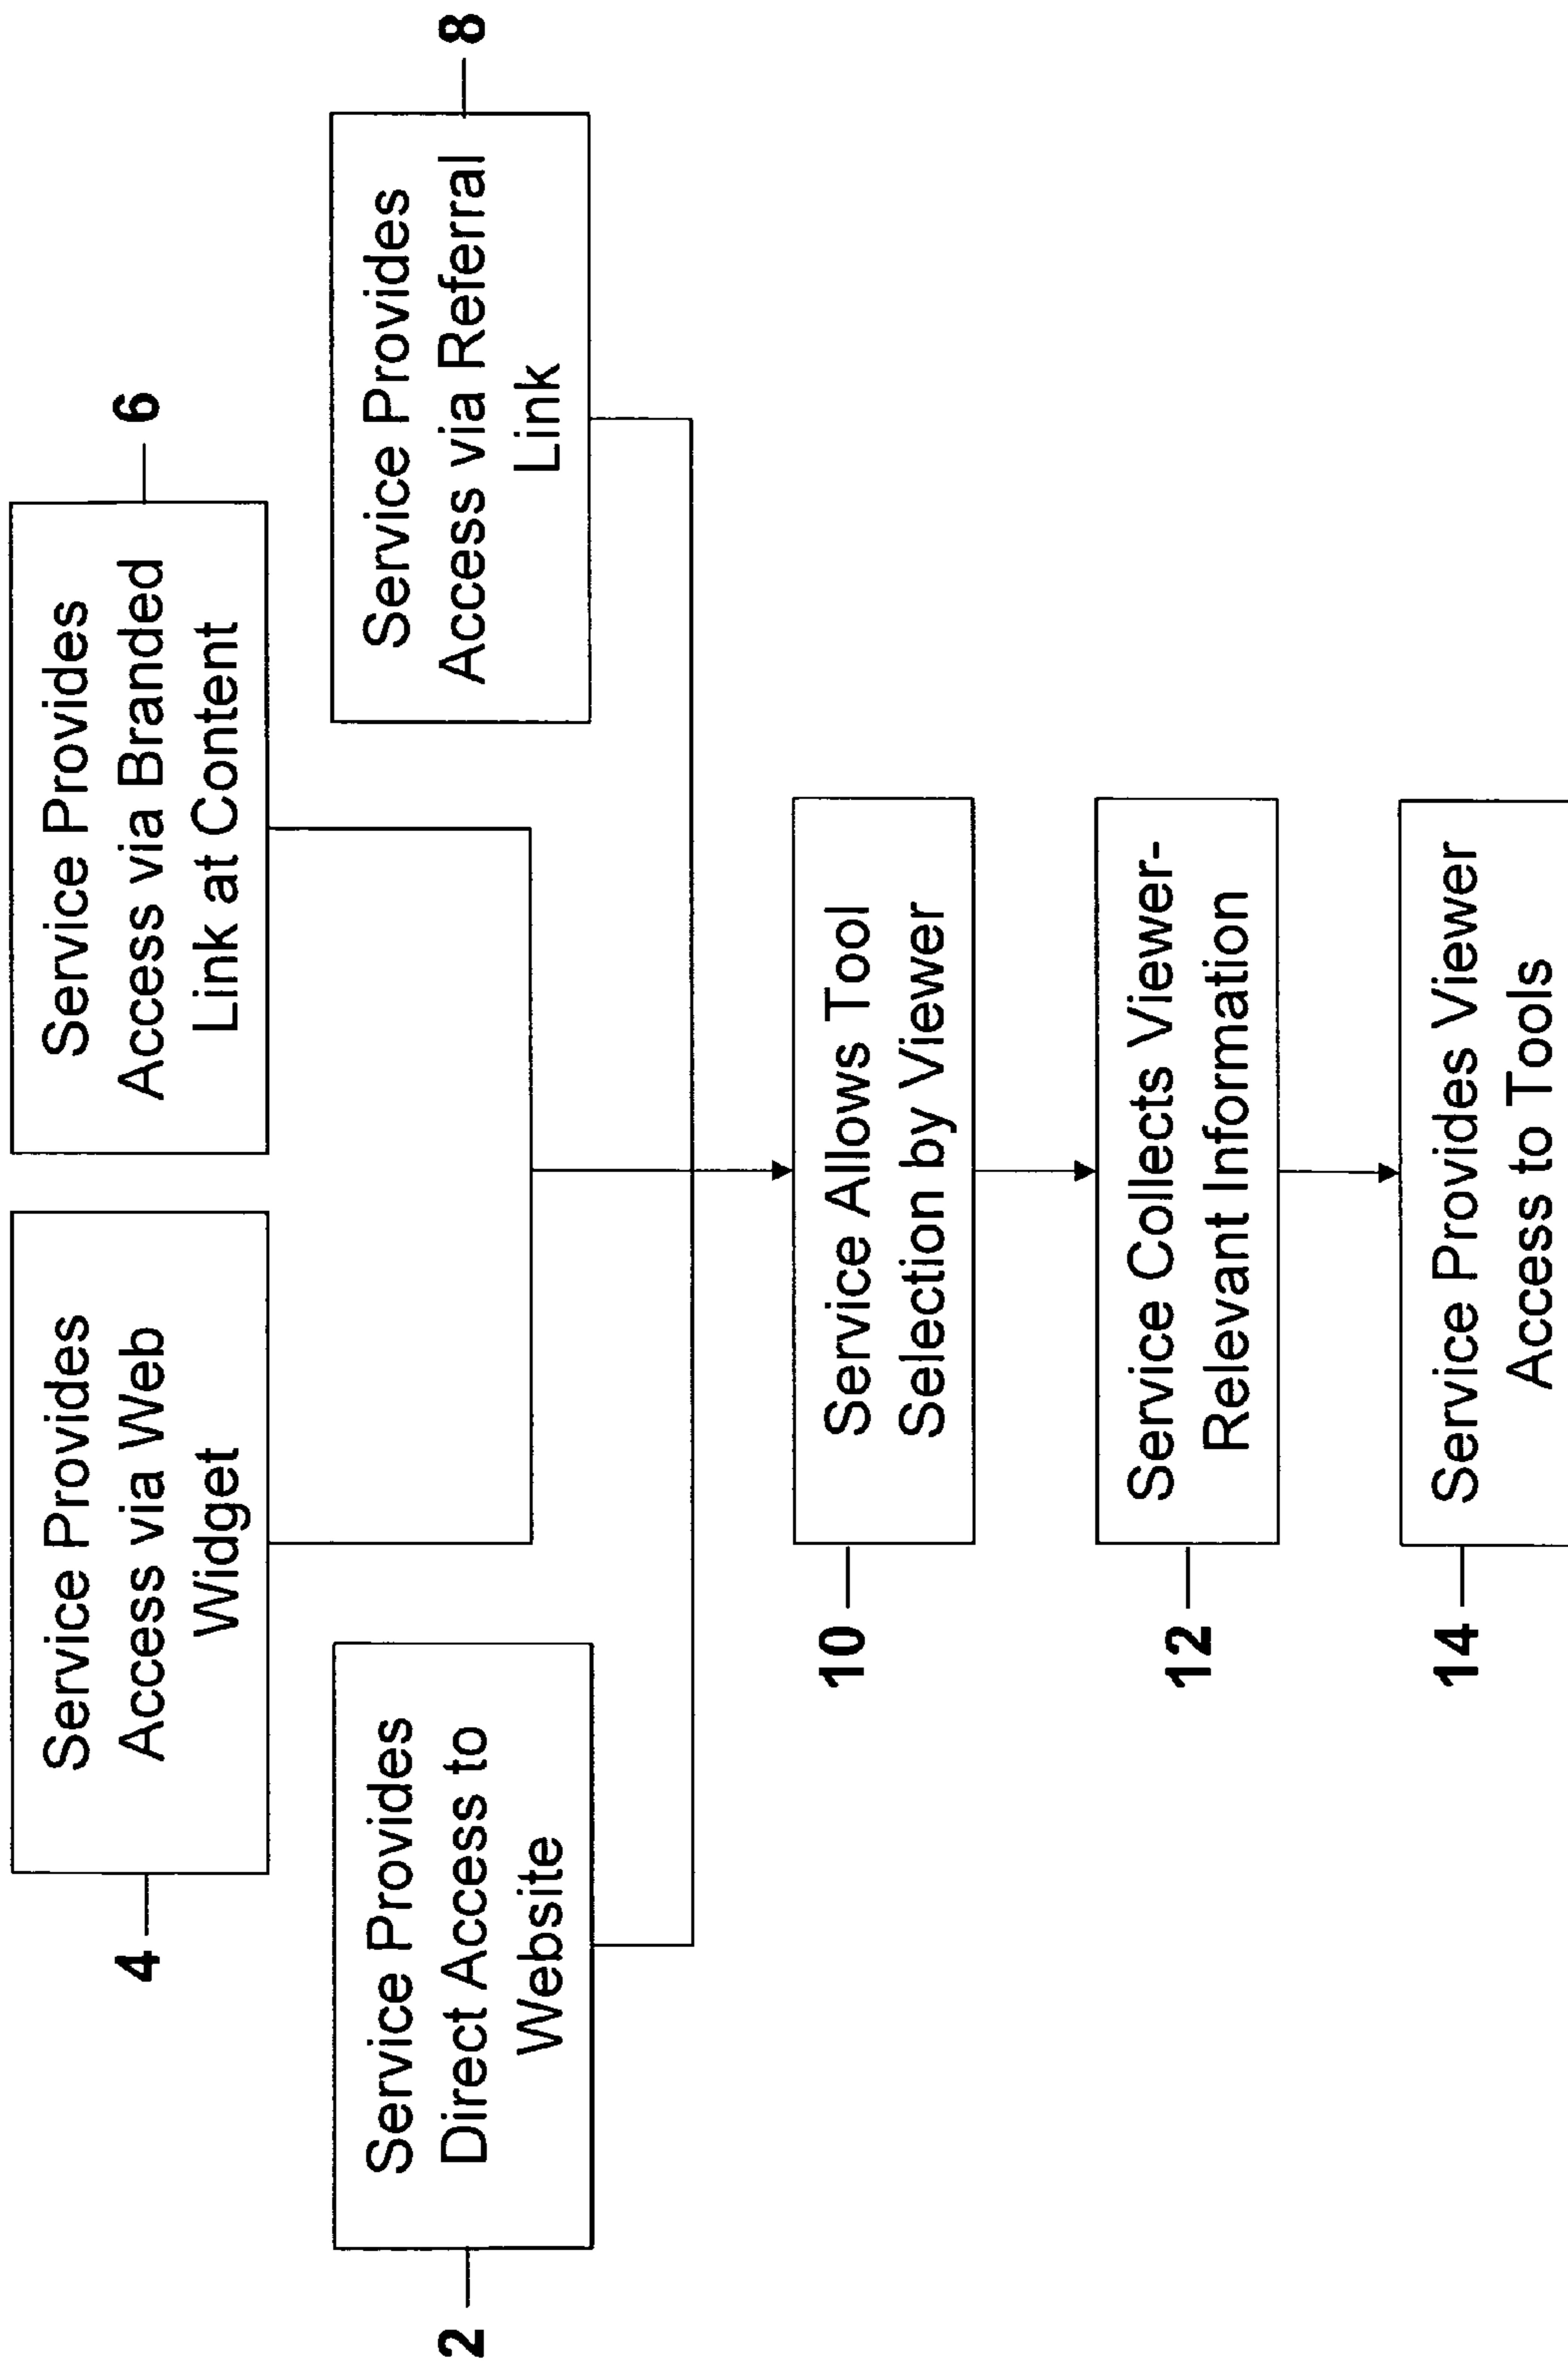 4
Service Provides
Access via Web
Widget
Service Provides
Access via Branded
Link at Content
6
2
Service Provides
Direct Access to
Website
Service Provides
Access via Referral
Link
8
10
Service Allows Tool
Selection by Viewer
12
Service Collects Viewer-
Relevant Information
14
Service Provides Viewer
Access to Tools